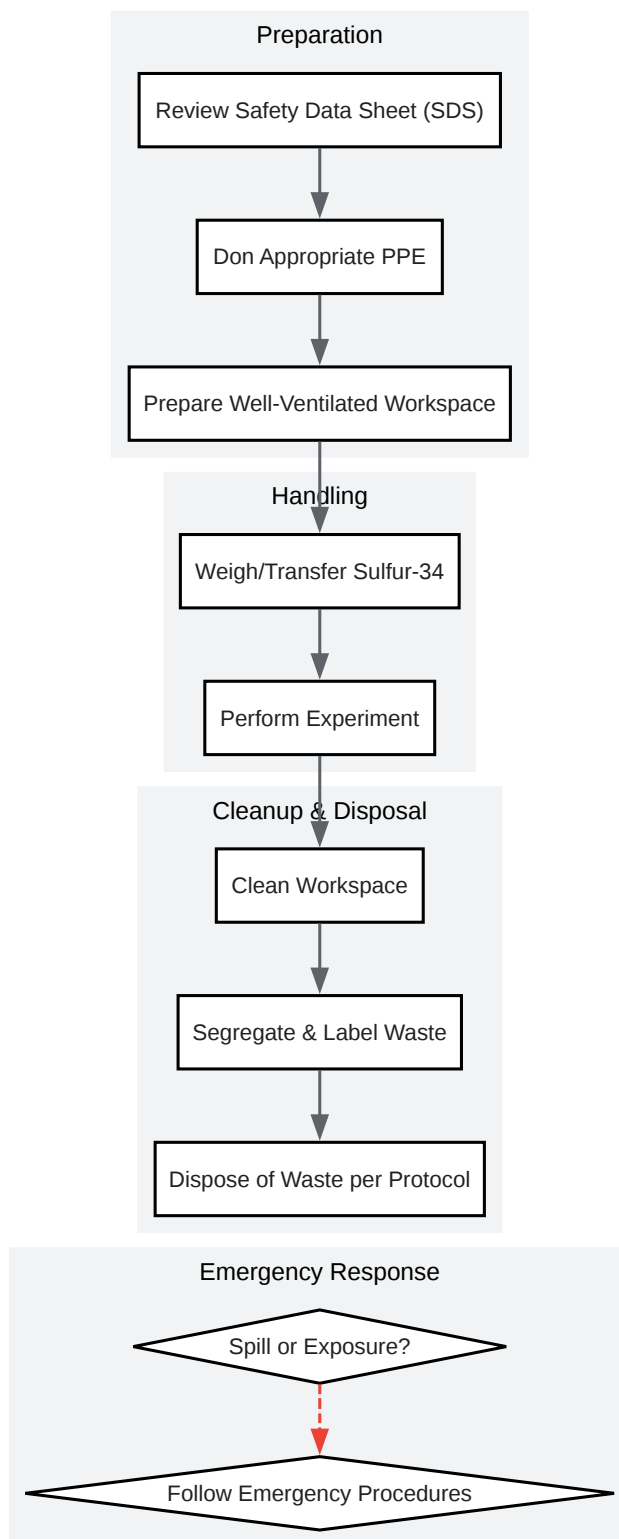 Preparation
Review Safety Data Sheet (SDS)
Don Appropriate PPE
Prepare Well-Ventilated Workspace
Handling
Weigh/Transfer Sulfur-34
Perform Experiment
Cleanup & Disposal
Clean Workspace
Segregate & Label Waste
Dispose of Waste per Protocol
Emergency Response
Spill or Exposure?
Follow Emergency Procedures